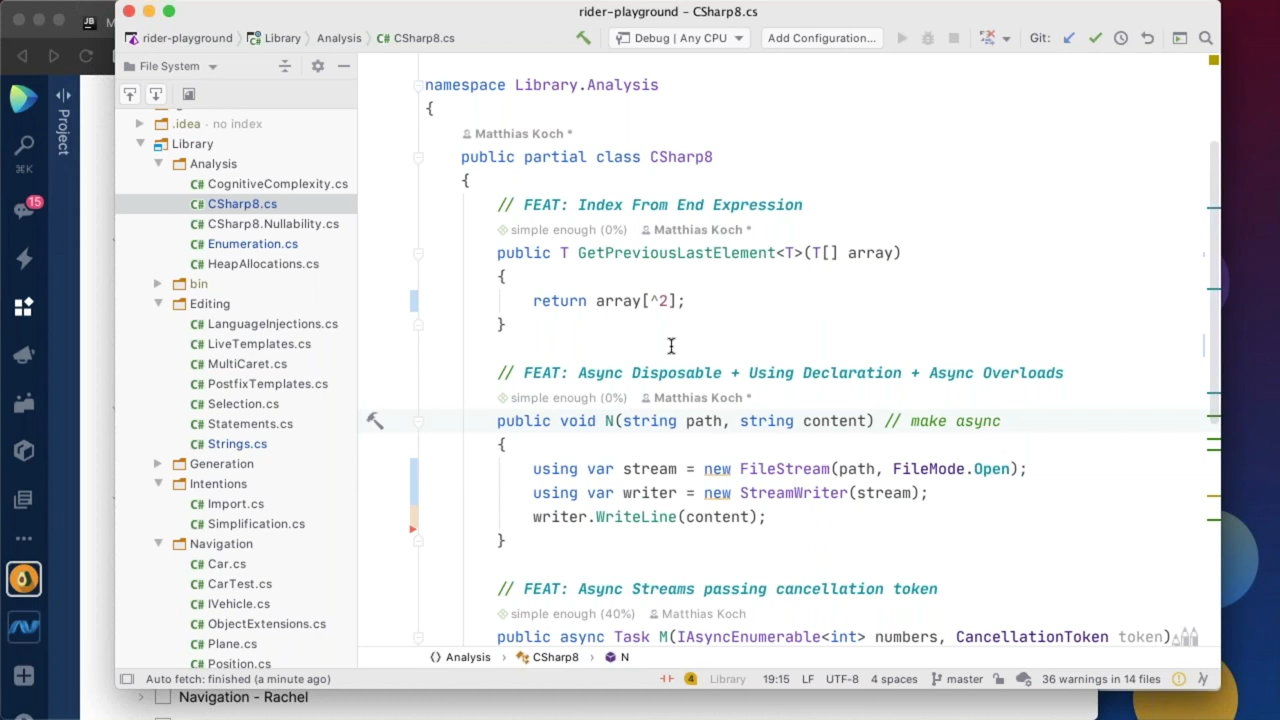 rider-playground – CSharp8.cs
JB
rider-playground
Library
Analysis
C# CSharp8.cs
Debug | Any CPU
Add Configuration...
Git:
File System
.idea - no index
Library
Analysis
C# CognitiveComplexity.cs
C# CSharp8.cs
C# CSharp8.Nullability.cs
C# Enumeration.cs
C# HeapAllocations.cs
bin
Editing
C# LanguageInjections.cs
C# LiveTemplates.cs
C# MultiCaret.cs
C# PostfixTemplates.cs
C# Selection.cs
C# Statements.cs
C# Strings.cs
Generation
Intentions
C# Import.cs
C# Simplification.cs
Navigation
C# Car.cs
C# CarTest.cs
C# IVehicle.cs
C# ObjectExtensions.cs
C# Plane.cs
C# Position.cs
Project
⌘K
15
namespace Library.Analysis
{
Matthias Koch *
public partial class CSharp8
{
// FEAT: Index From End Expression
simple enough (0%) Matthias Koch *
public T GetPreviousLastElement<T>(T[] array)
{
return array[^2];
}
// FEAT: Async Disposable + Using Declaration + Async Overloads
simple enough (0%) Matthias Koch *
public void N(string path, string content) // make async
{
using var stream = new FileStream(path, FileMode.Open);
using var writer = new StreamWriter(stream);
writer.WriteLine(content);
}
// FEAT: Async Streams passing cancellation token
simple enough (40%) Matthias Koch
public async Task M(IAsyncEnumerable<int> numbers, CancellationToken token)
Analysis
CSharp8
N
Auto fetch: finished (a minute ago)
4
Library
19:15
LF
UTF-8
4 spaces
master
36 warnings in 14 files
Navigation - Rachel